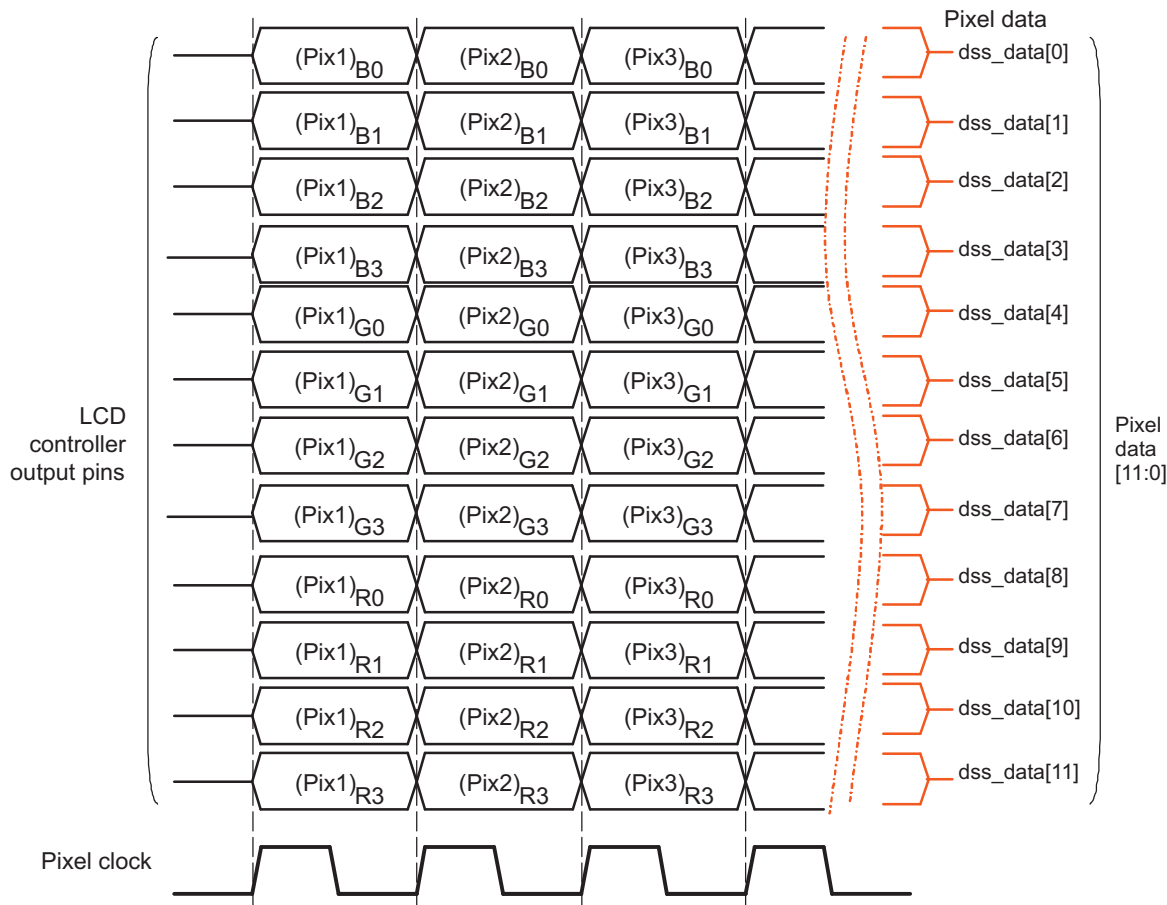 Pixel data
(Pix1)B0 (Pix2)B0 (Pix3)B0 dss_data[0]
(Pix1)B1 (Pix2)B1 (Pix3)B1 dss_data[1]
(Pix1)B2 (Pix2)B2 (Pix3)B2 dss_data[2]
(Pix1)B3 (Pix2)B3 (Pix3)B3 dss_data[3]
(Pix1)G0 (Pix2)G0 (Pix3)G0 dss_data[4]
(Pix1)G1 (Pix2)G1 (Pix3)G1 dss_data[5]
(Pix1)G2 (Pix2)G2 (Pix3)G2 dss_data[6]
(Pix1)G3 (Pix2)G3 (Pix3)G3 dss_data[7]
(Pix1)R0 (Pix2)R0 (Pix3)R0 dss_data[8]
(Pix1)R1 (Pix2)R1 (Pix3)R1 dss_data[9]
(Pix1)R2 (Pix2)R2 (Pix3)R2 dss_data[10]
(Pix1)R3 (Pix2)R3 (Pix3)R3 dss_data[11]
LCD
controller
output pins
Pixel
data
[11:0]
Pixel clock